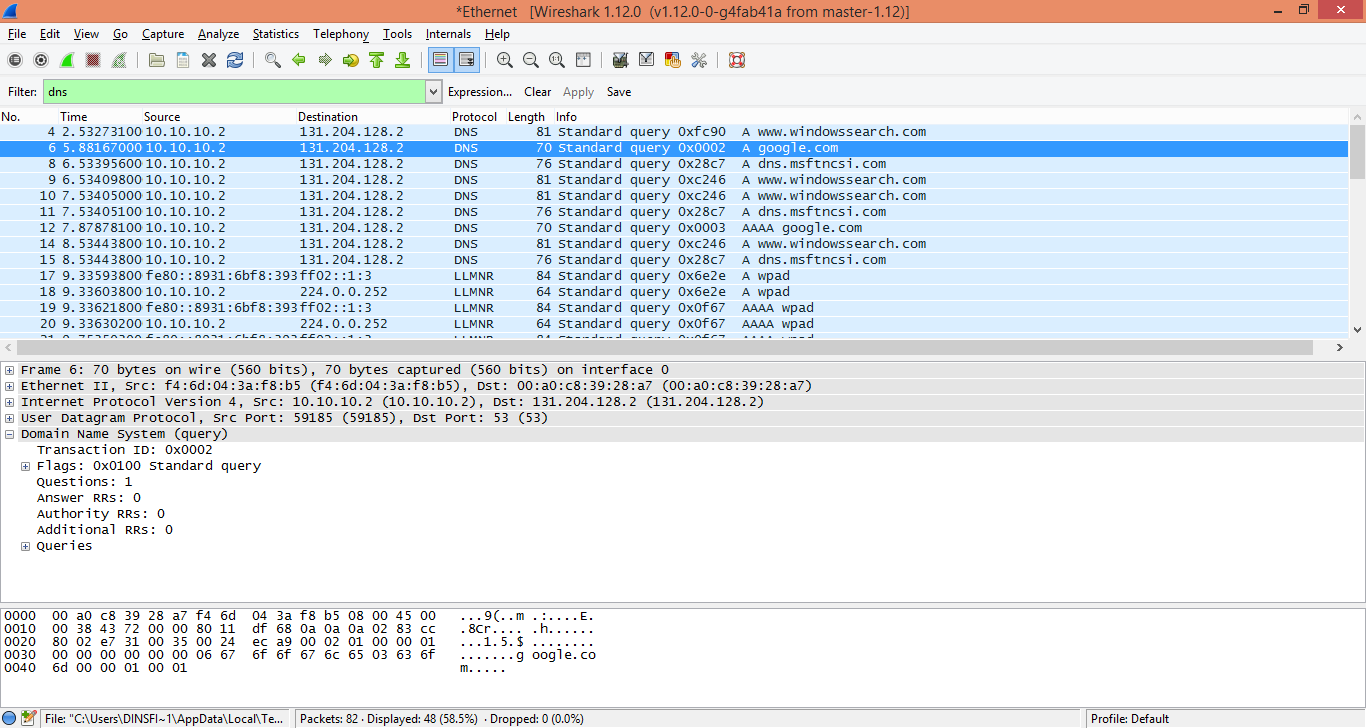 *Ethernet [Wireshark 1.12.0 (v1.12.0-0-g4fab41a from master-1.12)]
File Edit View Go Capture Analyze Statistics Telephony Tools Internals Help
Filter: dns Expression... Clear Apply Save
No. Time Source Destination Protocol Length Info
4 2.53273100 10.10.10.2 131.204.128.2 DNS 81 Standard query 0xfc90 A www.windowssearch.com
6 5.88167000 10.10.10.2 131.204.128.2 DNS 70 Standard query 0x0002 A google.com
8 6.53395600 10.10.10.2 131.204.128.2 DNS 76 Standard query 0x28c7 A dns.msftncsi.com
9 6.53409800 10.10.10.2 131.204.128.2 DNS 81 Standard query 0xc246 A www.windowssearch.com
10 7.53405000 10.10.10.2 131.204.128.2 DNS 81 Standard query 0xc246 A www.windowssearch.com
11 7.53405100 10.10.10.2 131.204.128.2 DNS 76 Standard query 0x28c7 A dns.msftncsi.com
12 7.87878100 10.10.10.2 131.204.128.2 DNS 70 Standard query 0x0003 AAAA google.com
14 8.53443800 10.10.10.2 131.204.128.2 DNS 81 Standard query 0xc246 A www.windowssearch.com
15 8.53443800 10.10.10.2 131.204.128.2 DNS 76 Standard query 0x28c7 A dns.msftncsi.com
17 9.33593800 fe80::8931:6bf8:393 ff02::1:3 LLMNR 84 Standard query 0x6e2e A wpad
18 9.33603800 10.10.10.2 224.0.0.252 LLMNR 64 Standard query 0x6e2e A wpad
19 9.33621800 fe80::8931:6bf8:393 ff02::1:3 LLMNR 84 Standard query 0x0f67 AAAA wpad
20 9.33630200 10.10.10.2 224.0.0.252 LLMNR 64 Standard query 0x0f67 AAAA wpad
Frame 6: 70 bytes on wire (560 bits), 70 bytes captured (560 bits) on interface 0
Ethernet II, Src: f4:6d:04:3a:f8:b5 (f4:6d:04:3a:f8:b5), Dst: 00:a0:c8:39:28:a7 (00:a0:c8:39:28:a7)
Internet Protocol Version 4, Src: 10.10.10.2 (10.10.10.2), Dst: 131.204.128.2 (131.204.128.2)
User Datagram Protocol, Src Port: 59185 (59185), Dst Port: 53 (53)
Domain Name System (query)
Transaction ID: 0x0002
Flags: 0x0100 Standard query
Questions: 1
Answer RRs: 0
Authority RRs: 0
Additional RRs: 0
Queries
0000 00 a0 c8 39 28 a7 f4 6d 04 3a f8 b5 08 00 45 00 ...9(..m .:....E.
0010 00 38 43 72 00 00 80 11 df 68 0a 0a 0a 02 83 cc .8Cr.... .h......
0020 80 02 e7 31 00 35 00 24 ec a9 00 02 01 00 00 01 ...1.5.$ ........
0030 00 00 00 00 00 00 06 67 6f 6f 67 6c 65 03 63 6f .......g oogle.co
0040 6d 00 00 01 00 01 m.....
File: "C:\Users\DINSFI~1\AppData\Local\Te... Packets: 82 · Displayed: 48 (58.5%) · Dropped: 0 (0.0%) Profile: Default